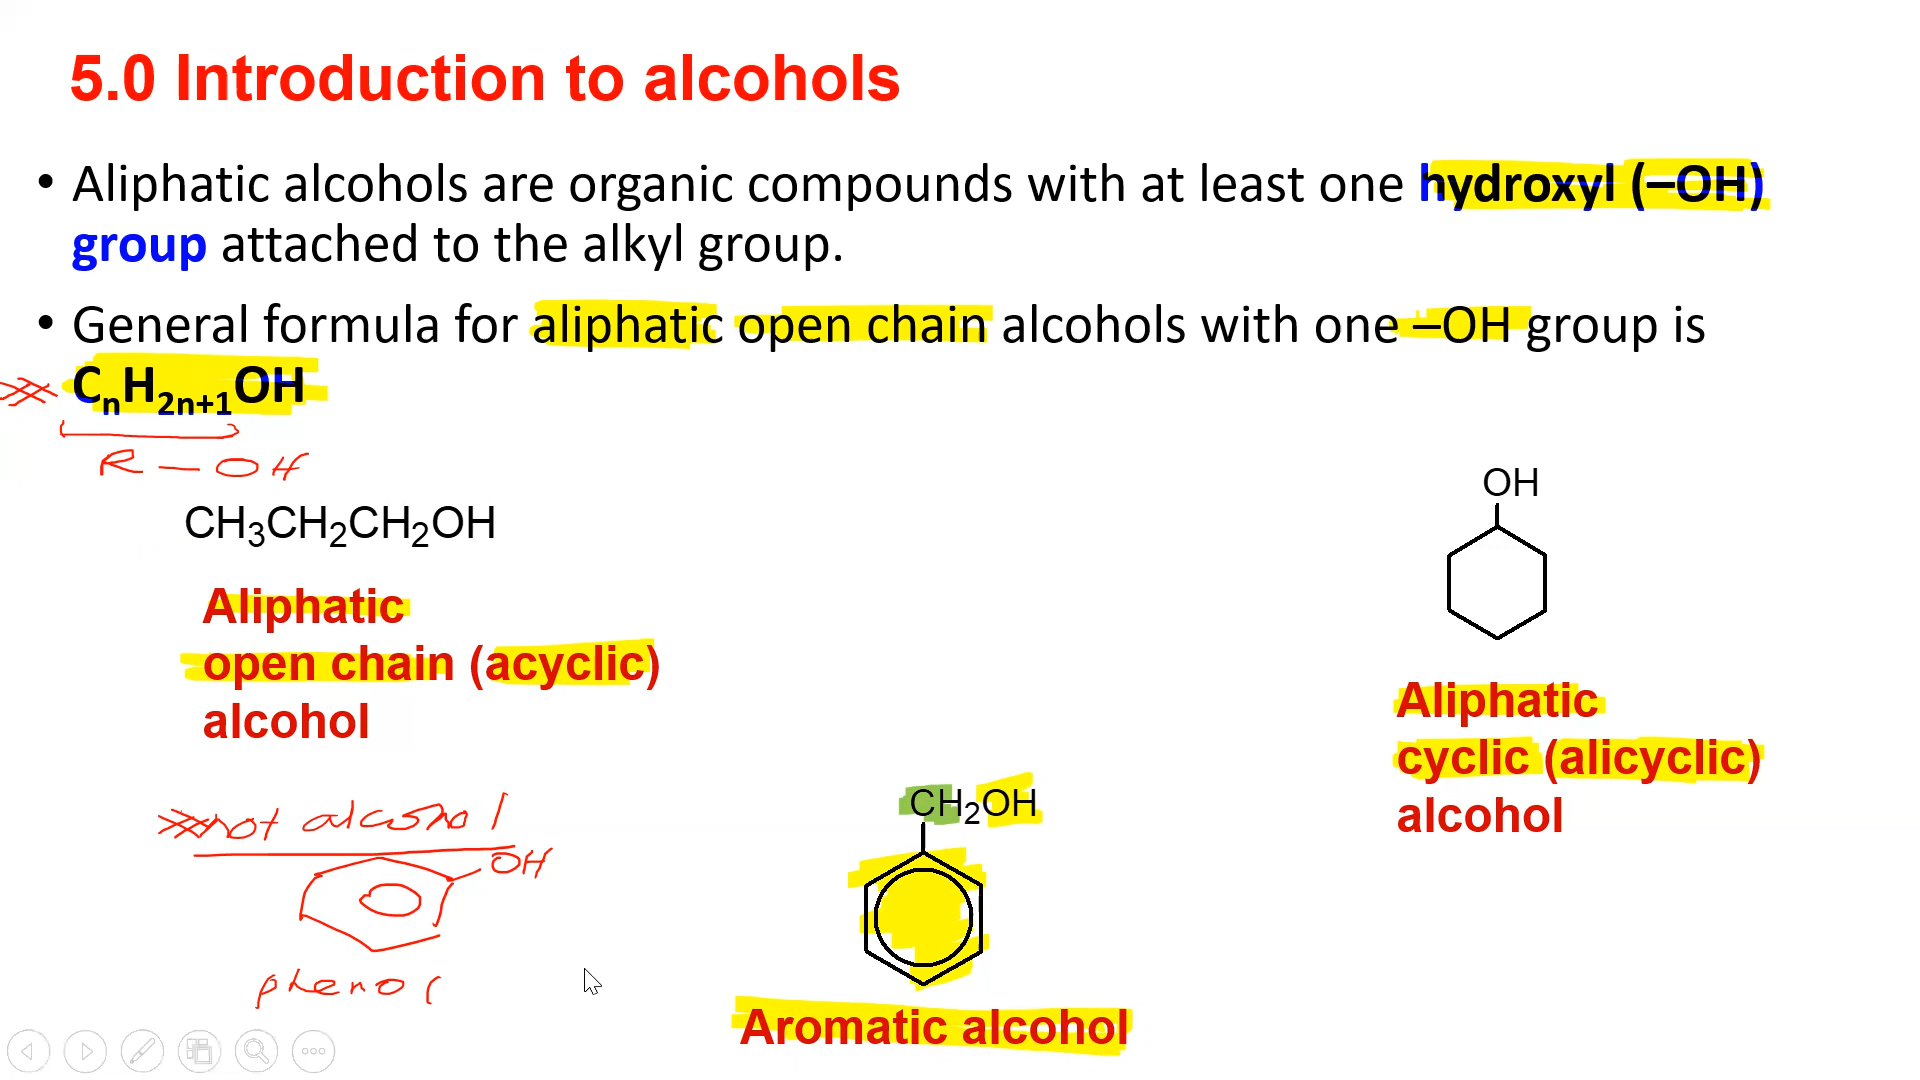 5.0 Introduction to alcohols
• Aliphatic alcohols are organic compounds with at least one hydroxyl (–OH)
group attached to the alkyl group.
• General formula for aliphatic open chain alcohols with one –OH group is
CₙH₂ₙ₊₁OH
R — OH
CH₃CH₂CH₂OH
Aliphatic
open chain (acyclic)
alcohol
OH
Aliphatic
cyclic (alicyclic)
alcohol
not alcohol
OH
phenol
CH₂OH
Aromatic alcohol